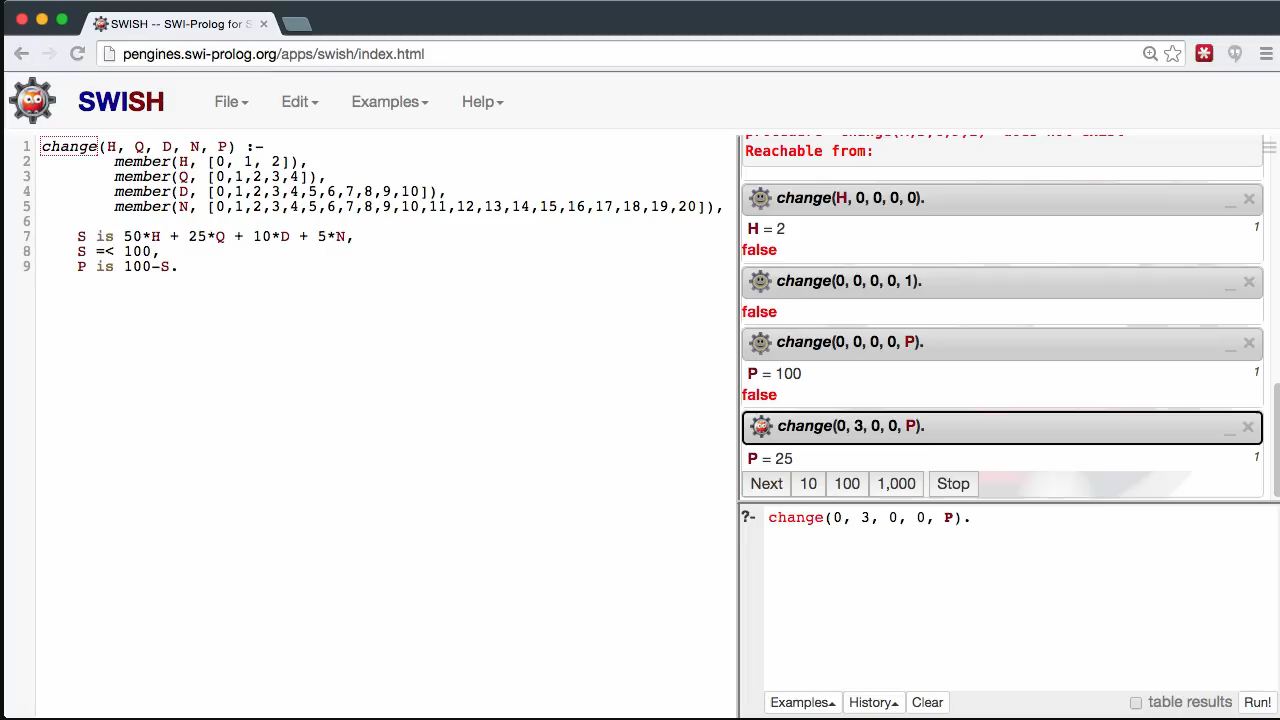 SWISH -- SWI-Prolog for S
pengines.swi-prolog.org/apps/swish/index.html
SWISH File Edit Examples Help
1 change(H, Q, D, N, P) :-
2 member(H, [0, 1, 2]),
3 member(Q, [0,1,2,3,4]),
4 member(D, [0,1,2,3,4,5,6,7,8,9,10]),
5 member(N, [0,1,2,3,4,5,6,7,8,9,10,11,12,13,14,15,16,17,18,19,20]),
6
7 S is 50*H + 25*Q + 10*D + 5*N,
8 S =< 100,
9 P is 100-S.
Reachable from:
change(H, 0, 0, 0, 0).
H = 2 1
false
change(0, 0, 0, 0, 1).
false
change(0, 0, 0, 0, P).
P = 100 1
false
change(0, 3, 0, 0, P).
P = 25 1
Next 10 100 1,000 Stop
?- change(0, 3, 0, 0, P).
Examples History Clear table results Run!